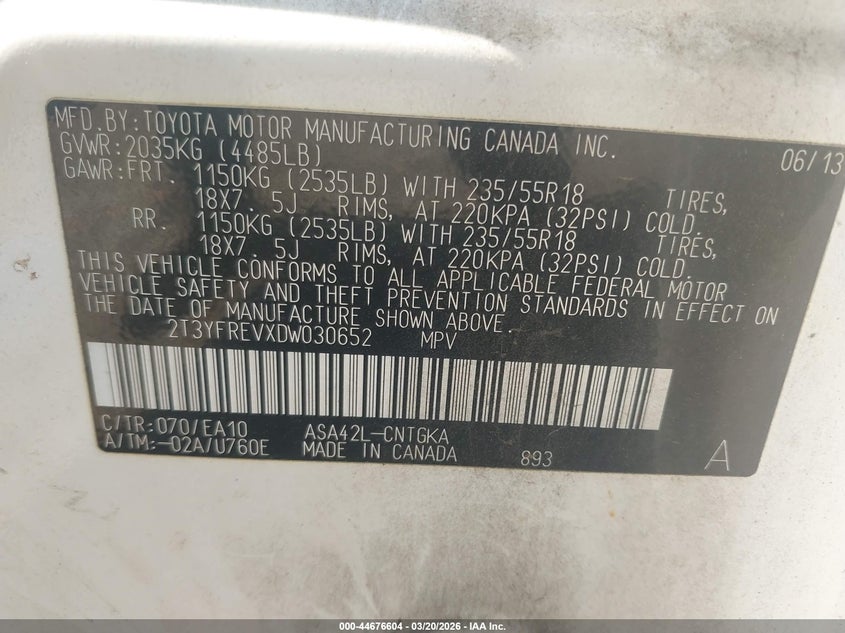 MFD.BY:TOYOTA MOTOR MANUFACTURING CANADA INC. 06/13
GVWR:2035KG (4485LB)
GAWR:FRT. 1150KG (2535LB) WITH 235/55R18 TIRES,
18X7. 5J RIMS, AT 220KPA (32PSI) COLD.
RR. 1150KG (2535LB) WITH 235/55R18 TIRES,
18X7. 5J RIMS, AT 220KPA (32PSI) COLD.
THIS VEHICLE CONFORMS TO ALL APPLICABLE FEDERAL MOTOR
VEHICLE SAFETY AND THEFT PREVENTION STANDARDS IN EFFECT ON
THE DATE OF MANUFACTURE SHOWN ABOVE.
2T3YFREVXDW030652 MPV
C/TR:070/EA10 ASA42L-CNTGKA
A/TM:-02A/U760E MADE IN CANADA 893 A
000-44676604 - 03/20/2026 - IAA Inc.